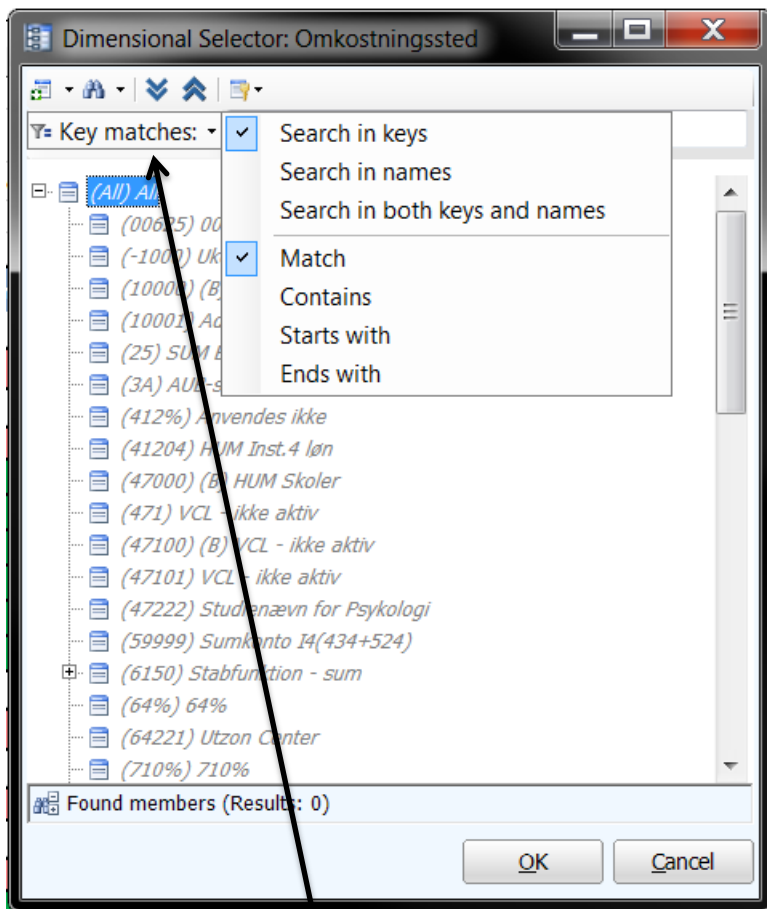 Dimensional Selector: Omkostningssted
Key matches:
Search in keys
Search in names
Search in both keys and names
Match
Contains
Starts with
Ends with
(All)
(00625) 00
(-1000) Uk
(10000) (B)
(10001)
(25) SUM
(3A)
(412%) Anvendes ikke
(41204) HUM Inst.4 løn
(47000) (B) HUM Skoler
(471) VCL - ikke aktiv
(47100) (B) VCL - ikke aktiv
(47101) VCL - ikke aktiv
(47222) Studienævn for Psykologi
(59999) Sumkonto I4(434+524)
(6150) Stabfunktion - sum
(64%) 64%
(64221) Utzon Center
(710%) 710%
Found members (Results: 0)
OK Cancel